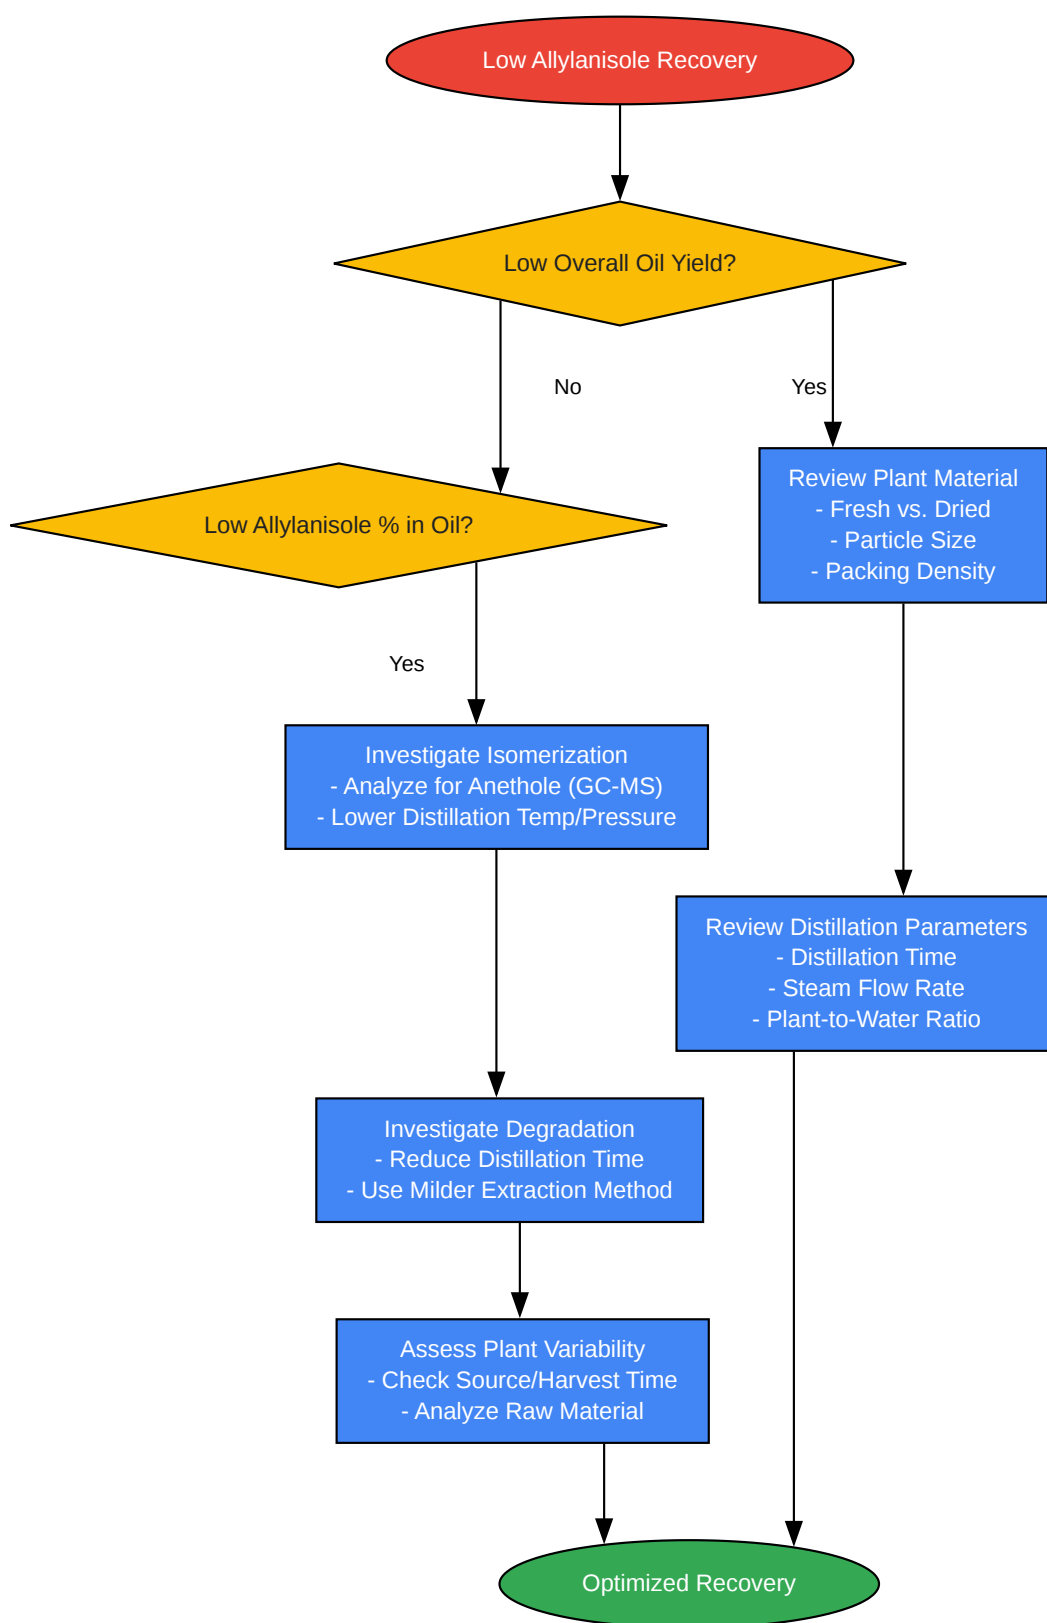 Low Allylanisole Recovery
Low Overall Oil Yield?
No
Yes
Review Plant Material
- Fresh vs. Dried
- Particle Size
- Packing Density
Low Allylanisole % in Oil?
Yes
Investigate Isomerization
- Analyze for Anethole (GC-MS)
- Lower Distillation Temp/Pressure
Review Distillation Parameters
- Distillation Time
- Steam Flow Rate
- Plant-to-Water Ratio
Investigate Degradation
- Reduce Distillation Time
- Use Milder Extraction Method
Assess Plant Variability
- Check Source/Harvest Time
- Analyze Raw Material
Optimized Recovery